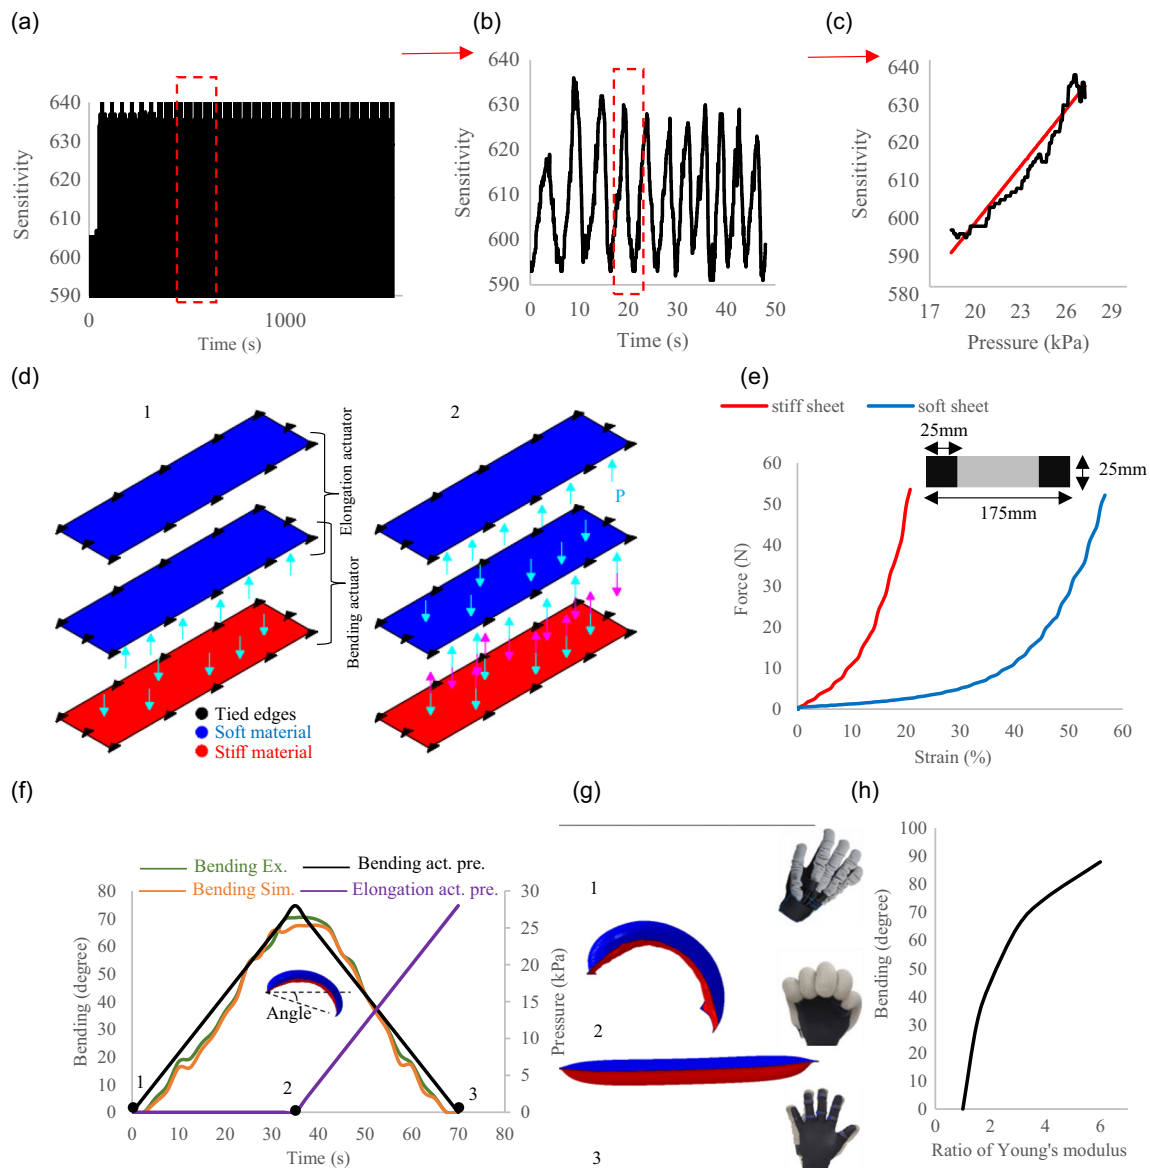 (a)
640
630
620
610
600
590
0
1000
Sensitivity
Time (s)
(b)
640
630
620
610
600
590
0
10
20
30
40
50
Sensitivity
Time (s)
(c)
640
630
620
610
600
590
580
17
20
23
26
29
Sensitivity
Pressure (kPa)
(d)
1
2
Elongation actuator
Bending actuator
P
Tied edges
Soft material
Stiff material
(e)
stiff sheet
soft sheet
25mm
25mm
175mm
60
50
40
30
20
10
0
0
10
20
30
40
50
60
Force (N)
Strain (%)
(f)
Bending Ex.
Bending act. pre.
Bending Sim.
Elongation act. pre.
80
70
60
50
40
30
20
10
0
30
25
20
15
10
5
0
0
10
20
30
40
50
60
70
80
1
2
3
Angle
Bending (degree)
Pressure (kPa)
Time (s)
(g)
1
2
3
(h)
100
90
80
70
60
50
40
30
20
10
0
0
2
4
6
Bending (degree)
Ratio of Young's modulus